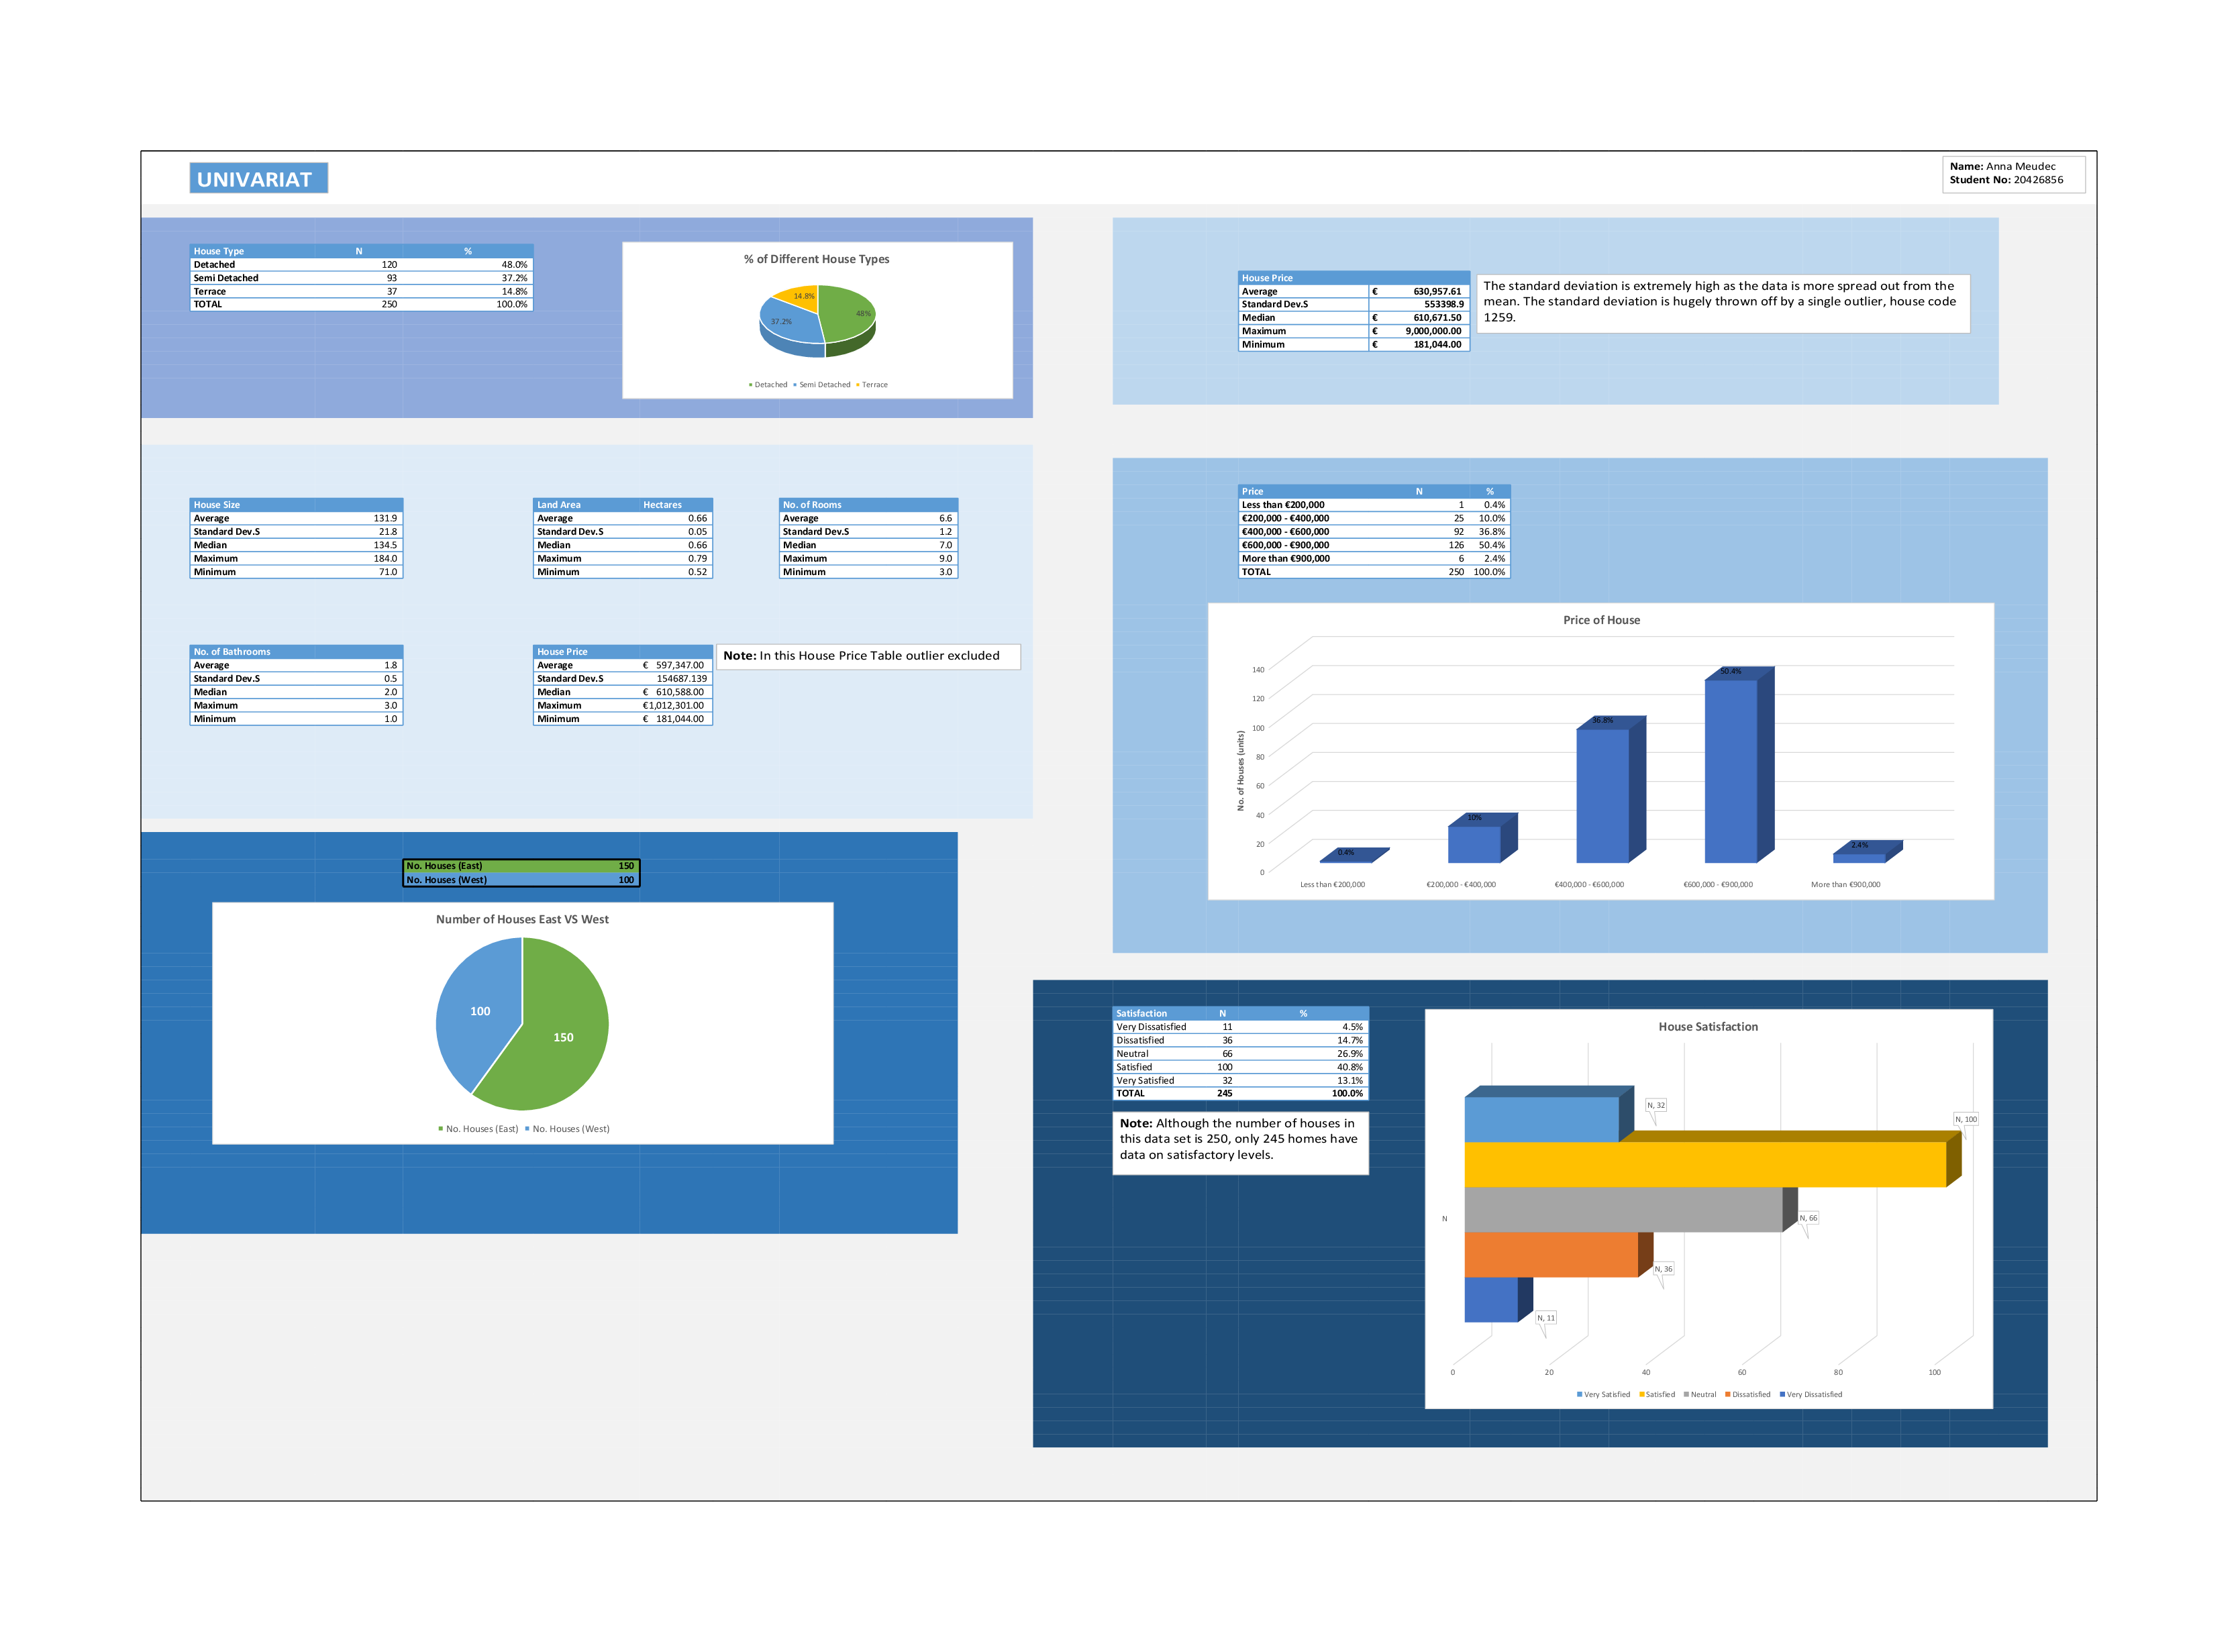 UNIVARIAT
Name: Anna Meudec
Student No: 20426856
House Type N %
Detached 120 48.0%
Semi Detached 93 37.2%
Terrace 37 14.8%
TOTAL 250 100.0%
% of Different House Types
14.8%
48%
37.2%
Detached Semi Detached Terrace
House Price
Average € 630,957.61
Standard Dev.S 553398.9
Median € 610,671.50
Maximum € 9,000,000.00
Minimum € 181,044.00
The standard deviation is extremely high as the data is more spread out from the
mean. The standard deviation is hugely thrown off by a single outlier, house code
1259.
House Size
Average 131.9
Standard Dev.S 21.8
Median 134.5
Maximum 184.0
Minimum 71.0
Land Area Hectares
Average 0.66
Standard Dev.S 0.05
Median 0.66
Maximum 0.79
Minimum 0.52
No. of Rooms
Average 6.6
Standard Dev.S 1.2
Median 7.0
Maximum 9.0
Minimum 3.0
No. of Bathrooms
Average 1.8
Standard Dev.S 0.5
Median 2.0
Maximum 3.0
Minimum 1.0
House Price
Average € 597,347.00
Standard Dev.S 154687.139
Median € 610,588.00
Maximum €1,012,301.00
Minimum € 181,044.00
Note: In this House Price Table outlier excluded
Price N %
Less than €200,000 1 0.4%
€200,000 - €400,000 25 10.0%
€400,000 - €600,000 92 36.8%
€600,000 - €900,000 126 50.4%
More than €900,000 6 2.4%
TOTAL 250 100.0%
Price of House
No. of Houses (units)
140
120
100
80
60
40
20
0
0.4%
10%
36.8%
50.4%
2.4%
Less than €200,000 €200,000 - €400,000 €400,000 - €600,000 €600,000 - €900,000 More than €900,000
No. Houses (East) 150
No. Houses (West) 100
Number of Houses East VS West
100
150
No. Houses (East) No. Houses (West)
Satisfaction N %
Very Dissatisfied 11 4.5%
Dissatisfied 36 14.7%
Neutral 66 26.9%
Satisfied 100 40.8%
Very Satisfied 32 13.1%
TOTAL 245 100.0%
Note: Although the number of houses in
this data set is 250, only 245 homes have
data on satisfactory levels.
House Satisfaction
N, 32
N, 100
N, 66
N, 36
N, 11
N
0 20 40 60 80 100
Very Satisfied Satisfied Neutral Dissatisfied Very Dissatisfied